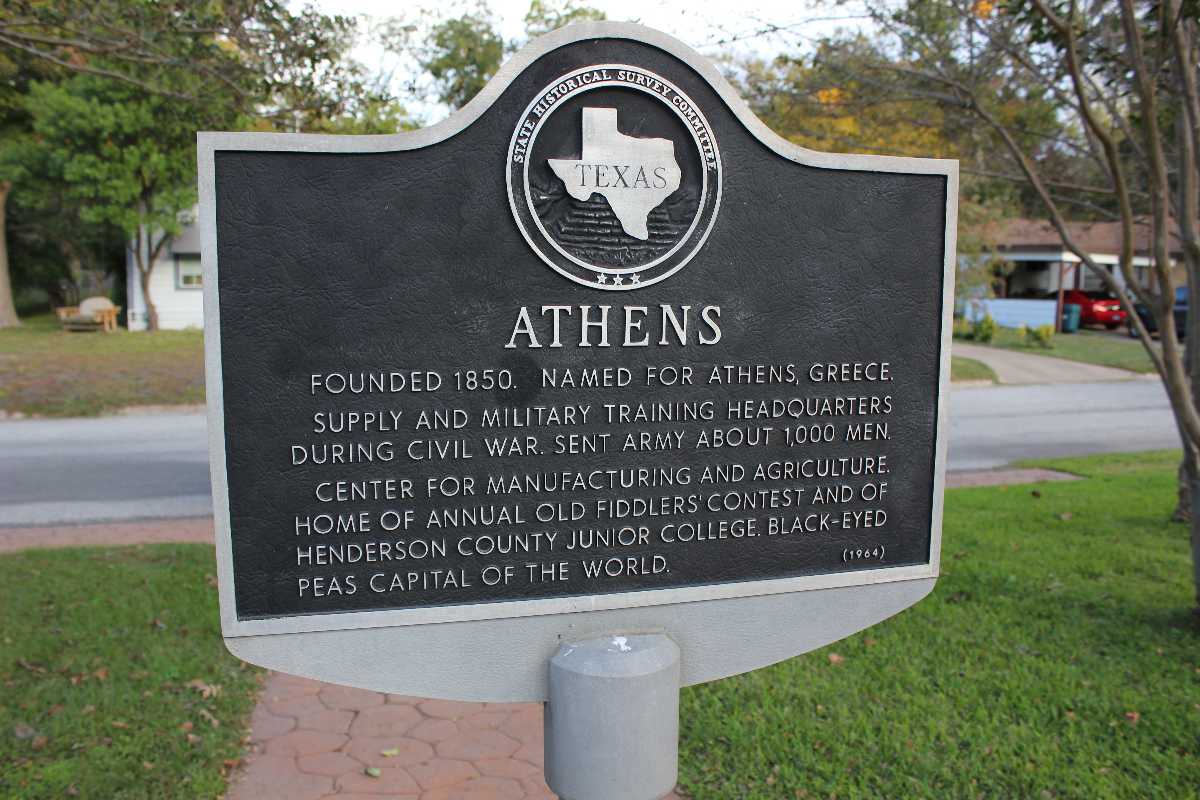 STATE HISTORICAL SURVEY COMMITTEE
TEXAS
ATHENS
FOUNDED 1850. NAMED FOR ATHENS, GREECE.
SUPPLY AND MILITARY TRAINING HEADQUARTERS
DURING CIVIL WAR. SENT ARMY ABOUT 1,000 MEN.
CENTER FOR MANUFACTURING AND AGRICULTURE.
HOME OF ANNUAL OLD FIDDLERS' CONTEST AND OF
HENDERSON COUNTY JUNIOR COLLEGE. BLACK-EYED
PEAS CAPITAL OF THE WORLD.
(1964)